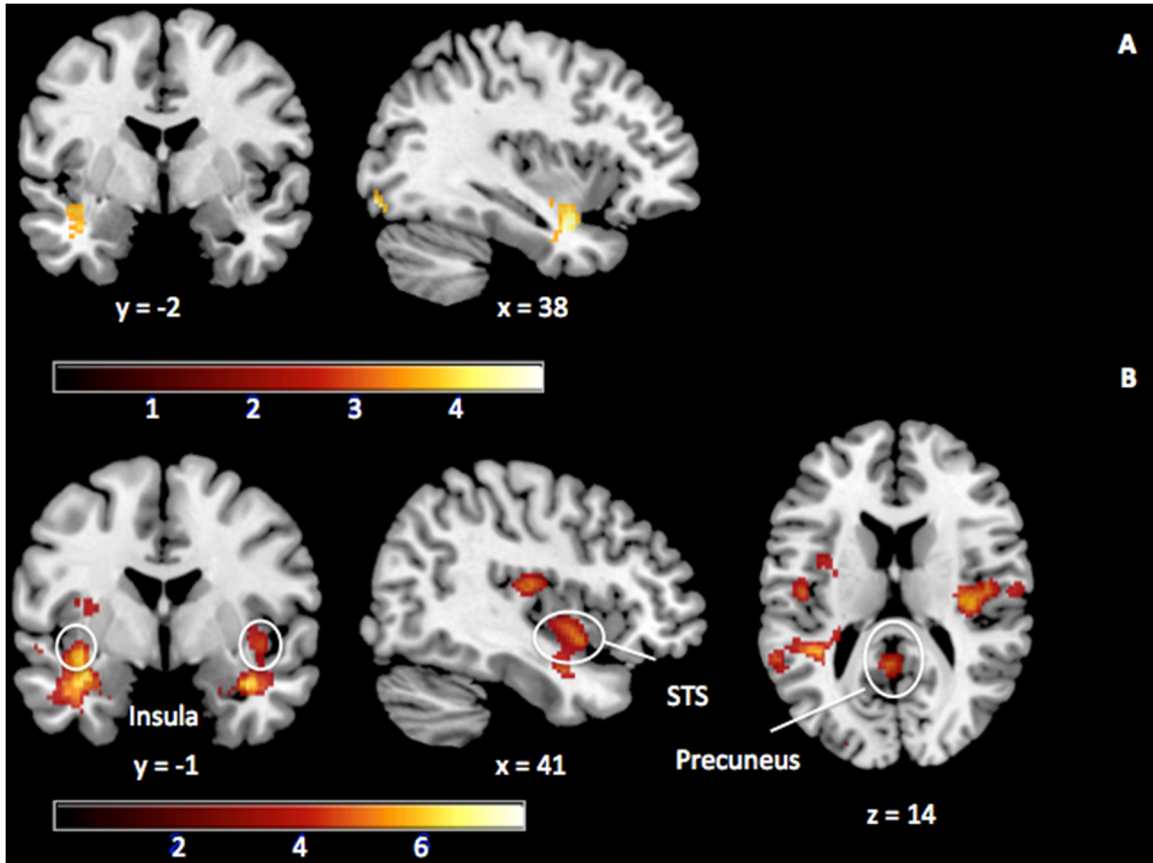 A
y = -2
x = 38
1 2 3 4
B
Insula
STS
Precuneus
y = -1
x = 41
z = 14
2 4 6